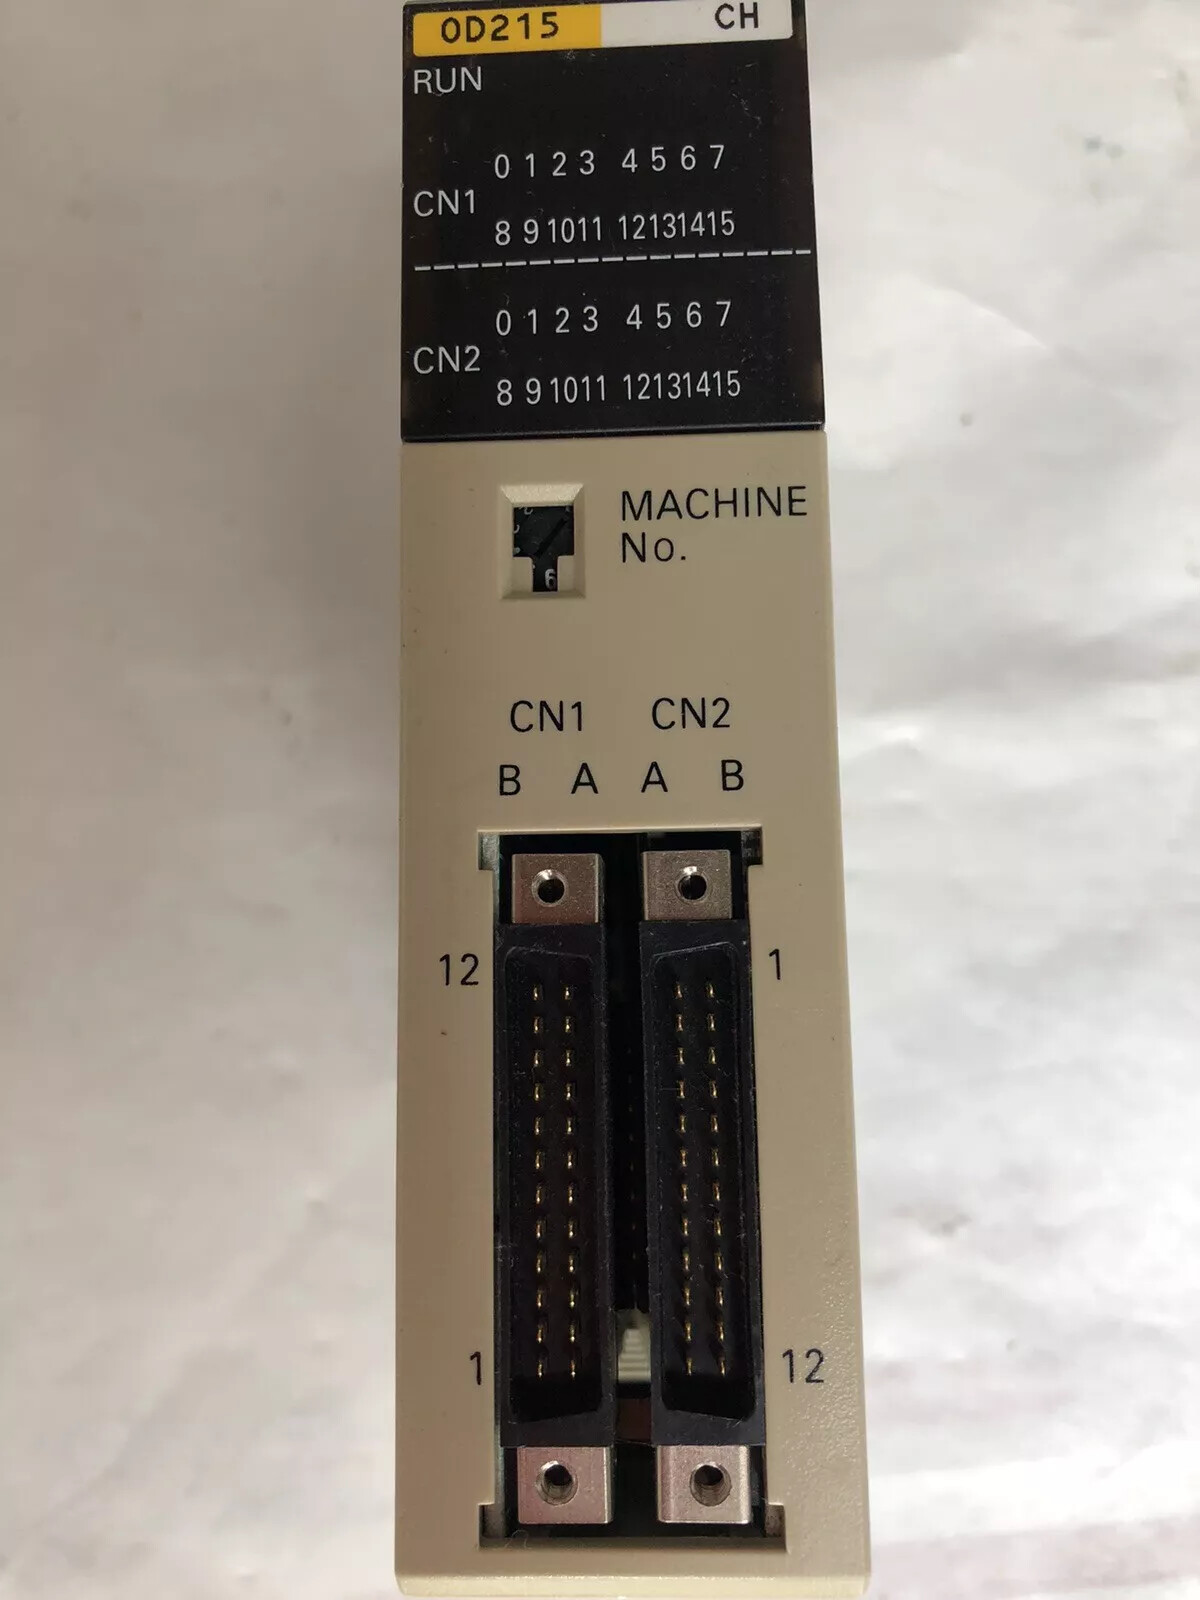 OD215 CH
RUN
0 1 2 3 4 5 6 7
CN1
8 9 10 11 12 13 14 15
0 1 2 3 4 5 6 7
CN2
8 9 10 11 12 13 14 15
MACHINE
No.
6
CN1 CN2
B A A B
12 1
1 12